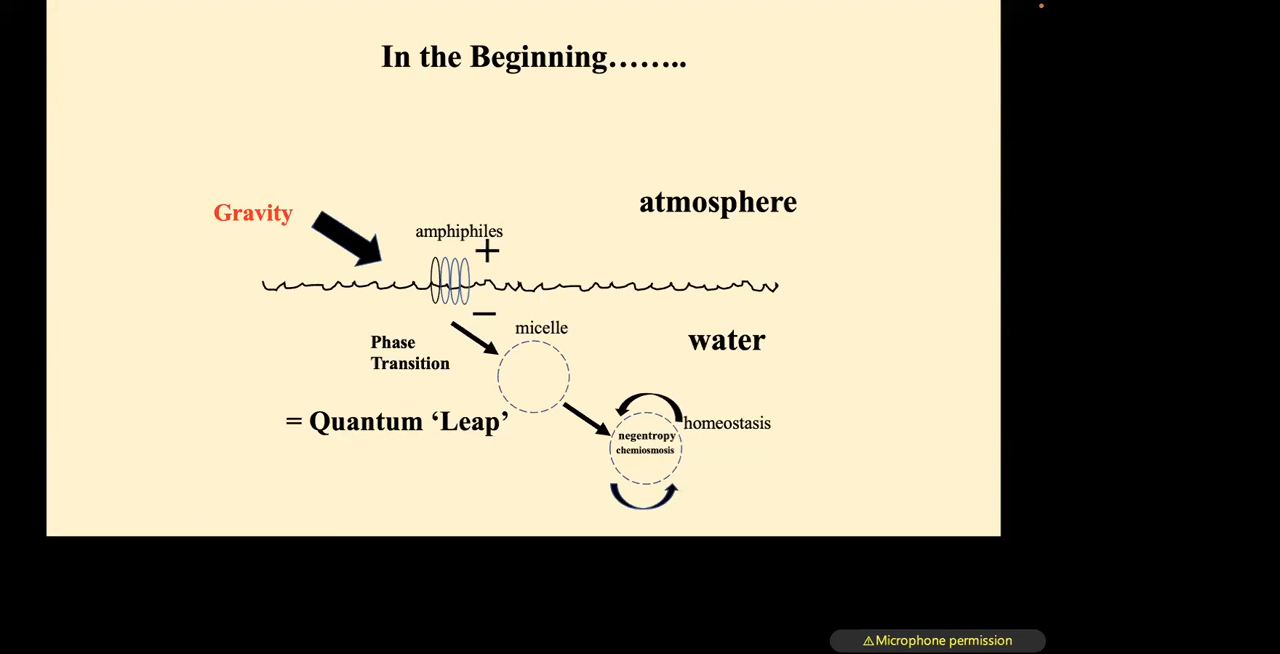 In the Beginning……..
atmosphere
Gravity
amphiphiles
+
–
micelle
water
Phase
Transition
= Quantum ‘Leap’
homeostasis
negentropy
chemiosmosis
⚠Microphone permission